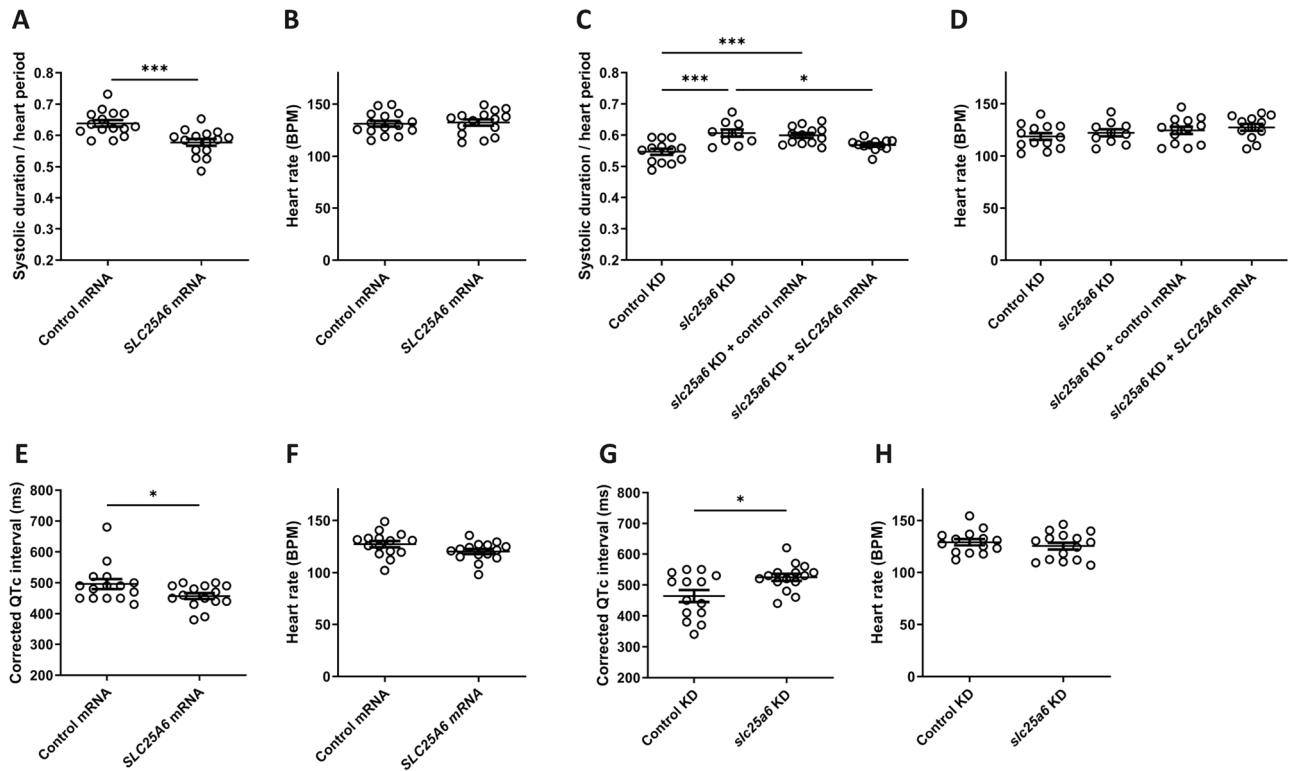 A
Systolic duration / heart period
0.8
0.7
0.6
0.5
0.4
0.3
0.2
***
Control mRNA
SLC25A6 mRNA
B
Heart rate (BPM)
150
100
50
0
Control mRNA
SLC25A6 mRNA
C
Systolic duration / heart period
0.8
0.7
0.6
0.5
0.4
0.3
0.2
***
***
*
Control KD
slc25a6 KD
slc25a6 KD + control mRNA
slc25a6 KD + SLC25A6 mRNA
D
Heart rate (BPM)
150
100
50
0
Control KD
slc25a6 KD
slc25a6 KD + control mRNA
slc25a6 KD + SLC25A6 mRNA
E
Corrected QTc interval (ms)
800
700
600
500
400
300
200
*
Control mRNA
SLC25A6 mRNA
F
Heart rate (BPM)
150
100
50
0
Control mRNA
SLC25A6 mRNA
G
Corrected QTc interval (ms)
800
700
600
500
400
300
200
*
Control KD
slc25a6 KD
H
Heart rate (BPM)
150
100
50
0
Control KD
slc25a6 KD